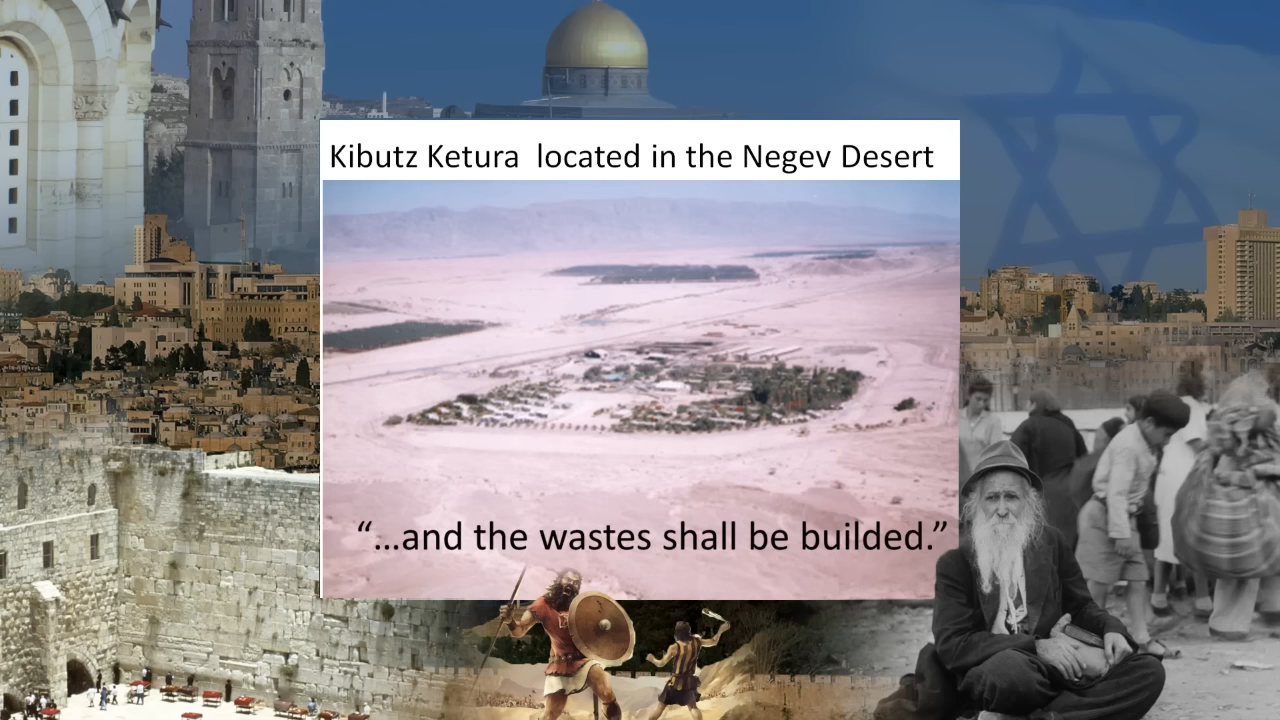 Kibutz Ketura  located in the Negev Desert
“...and the wastes shall be builded.”